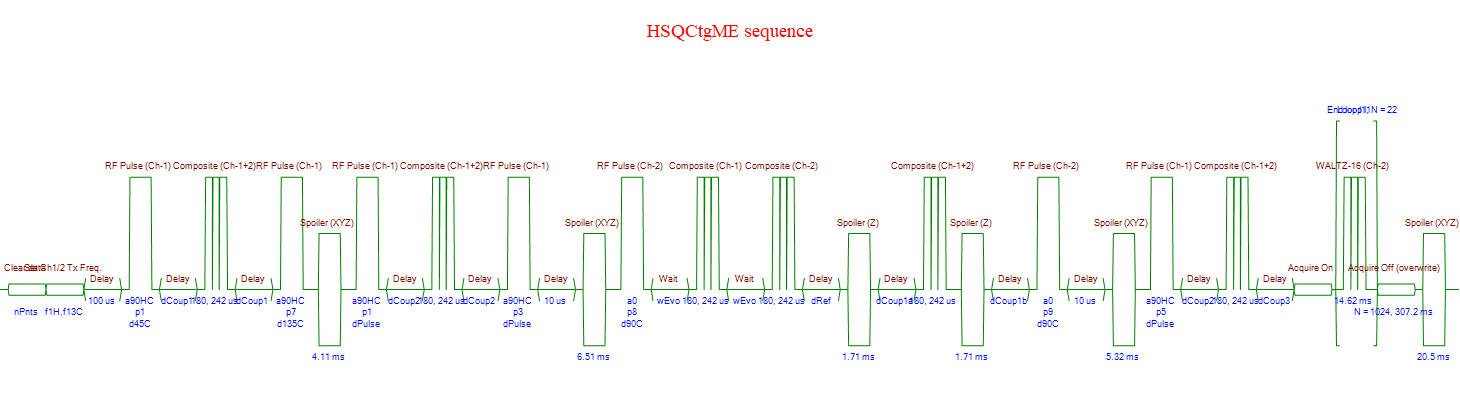 HSQCtgME sequence
N = 22
RF Pulse (Ch-1) Composite (Ch-1+2) RF Pulse (Ch-1) RF Pulse (Ch-1) Composite (Ch-1+2) RF Pulse (Ch-1) RF Pulse (Ch-2) Composite (Ch-1) Composite (Ch-2) Composite (Ch-1+2) RF Pulse (Ch-2) RF Pulse (Ch-1) Composite (Ch-1+2) WALTZ-16 (Ch-2)
Spoiler (XYZ) Spoiler (XYZ) Spoiler (Z) Spoiler (Z) Spoiler (XYZ) Spoiler (XYZ)
Ch1/2 Tx Freq. Acquire On Acquire Off (overwrite)
Delay Delay Delay Delay Delay Delay Wait Wait Delay Delay Delay Delay Delay Delay
100 us a90HC dCoup1 180, 242 us dCoup1 a90HC a90HC dCoup2 180, 242 us dCoup2 a90HC 10 us a0 wEvo 180, 242 us wEvo 180, 242 us dRef dCoup1a 180, 242 us dCoup1b a0 10 us a90HC dCoup2 180, 242 us dCoup3 14.62 ms
nPnts f1H,f13C p1 p7 p1 p3 p8 p9 p5 N = 1024, 307.2 ms
d45C d135C dPulse dPulse d90C d90C dPulse
4.11 ms 6.51 ms 1.71 ms 1.71 ms 5.32 ms 20.5 ms